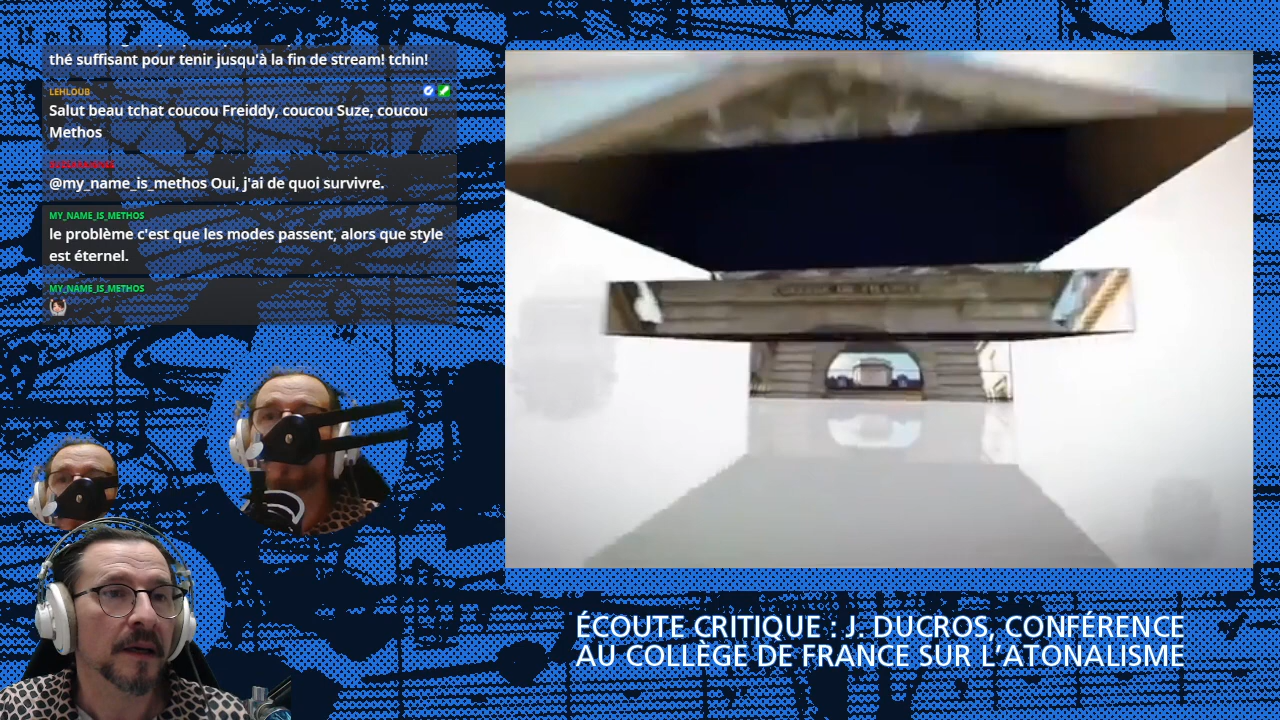 thé suffisant pour tenir jusqu'à la fin de stream! tchin!
LEHLOUB
Salut beau tchat coucou Freiddy, coucou Suze, coucou
Methos
@my_name_is_methos Oui, j'ai de quoi survivre.
MY_NAME_IS_METHOS
le problème c'est que les modes passent, alors que style
est éternel.
MY_NAME_IS_METHOS
ÉCOUTE CRITIQUE : J. DUCROS, CONFÉRENCE
AU COLLÈGE DE FRANCE SUR L'ATONALISME